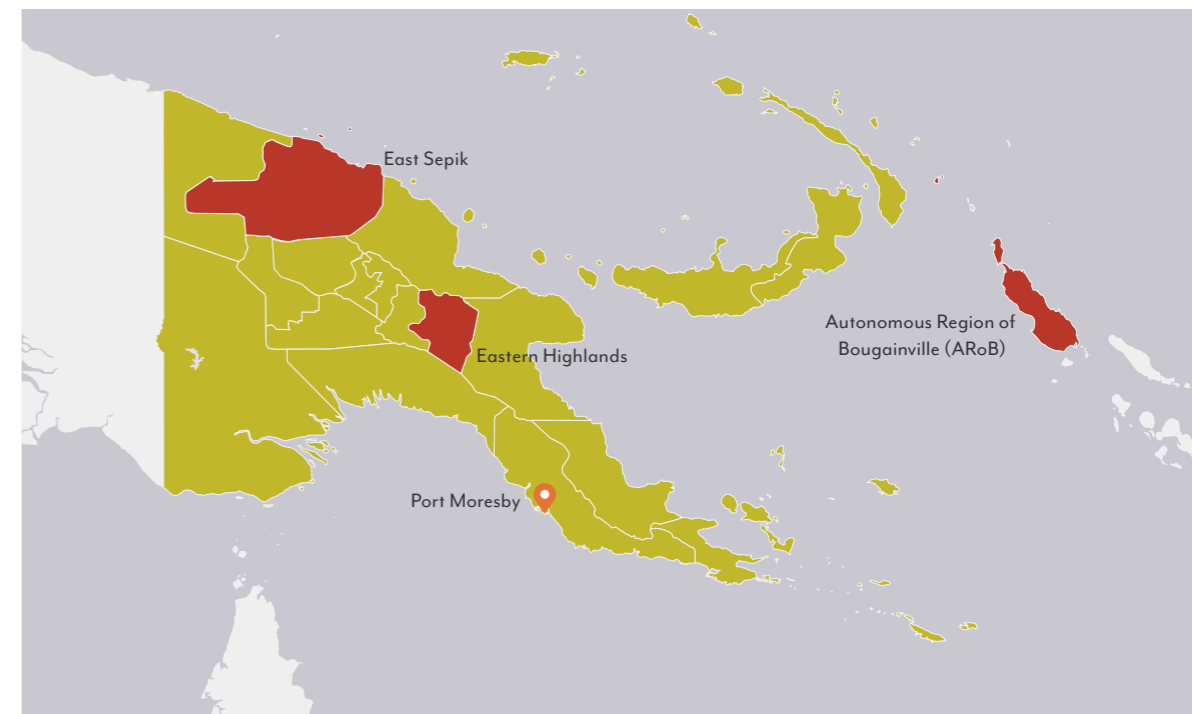 East Sepik
Autonomous Region of
Bougainville (ARoB)
Eastern Highlands
Port Moresby